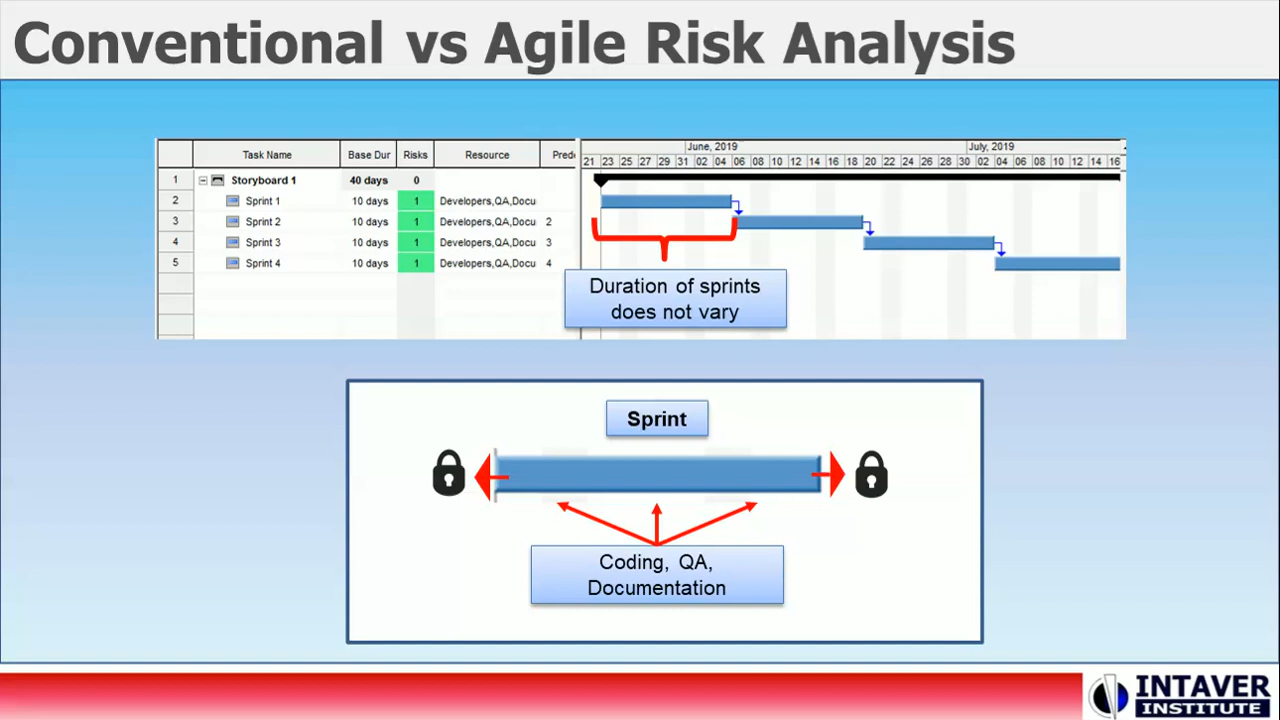 Conventional vs Agile Risk Analysis
June, 2019 July, 2019
Task Name Base Dur Risks Resource Prede 21 23 25 27 29 31 02 04 06 08 10 12 14 16 18 20 22 24 26 28 30 02 04 06 08 10 12 14 16
1 Storyboard 1 40 days 0
2 Sprint 1 10 days 1 Developers,QA,Docu
3 Sprint 2 10 days 1 Developers,QA,Docu 2
4 Sprint 3 10 days 1 Developers,QA,Docu 3
5 Sprint 4 10 days 1 Developers,QA,Docu 4
Duration of sprints
does not vary
Sprint
Coding, QA,
Documentation
INTAVER
INSTITUTE